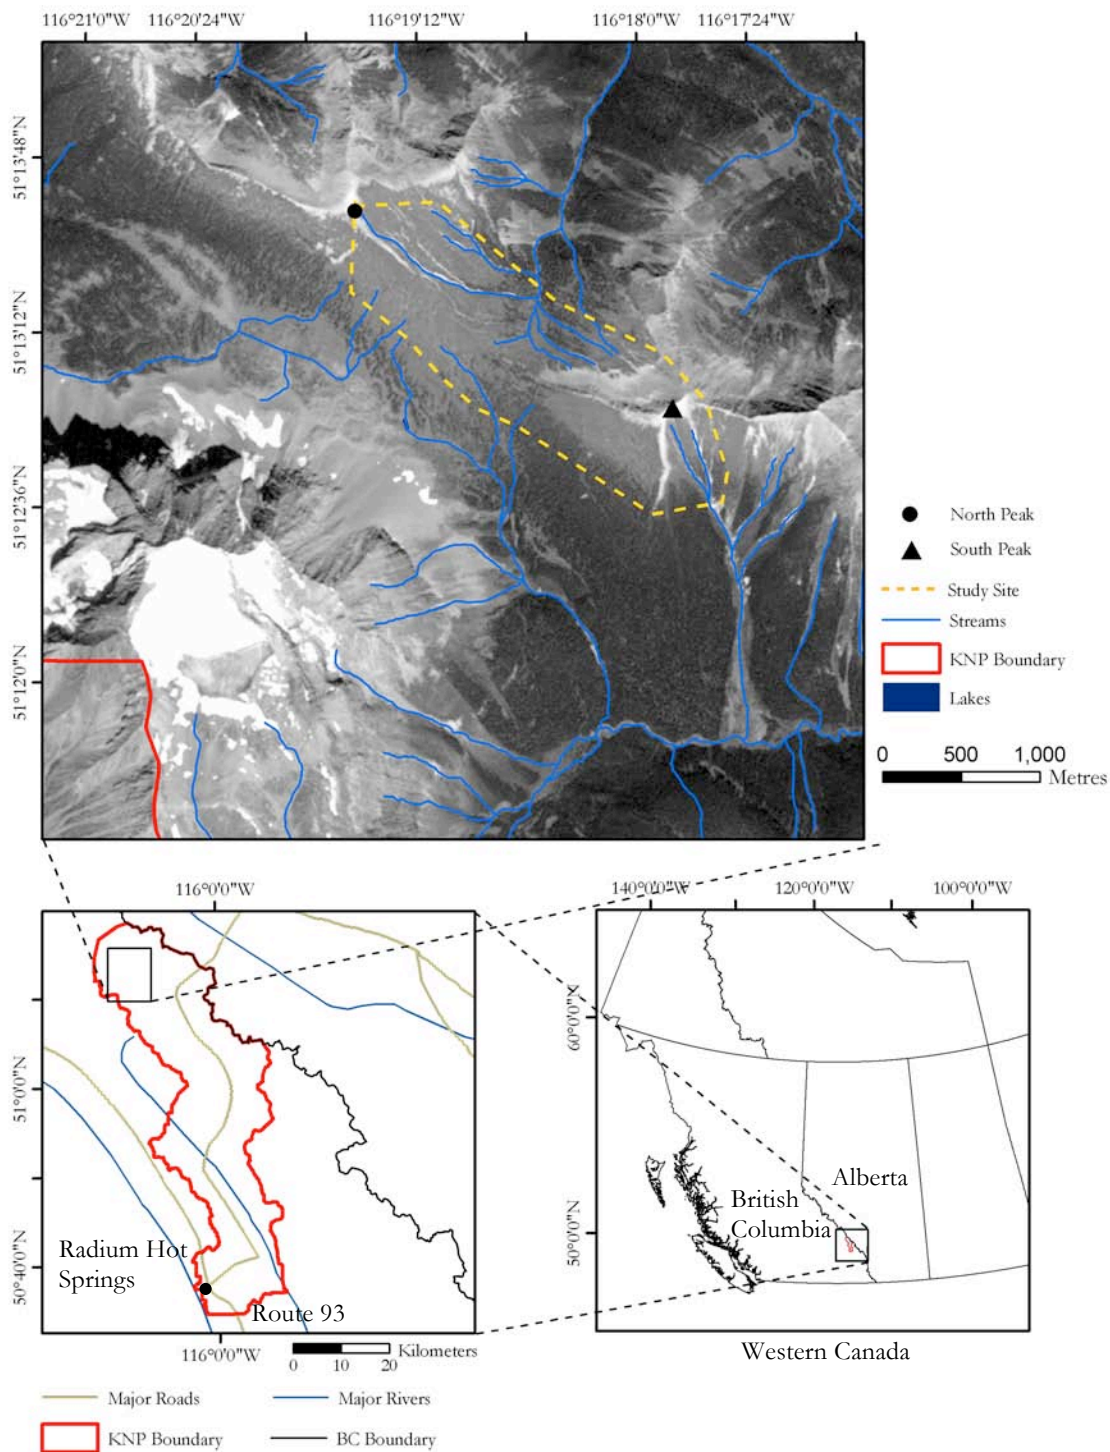 116°21'0"W 116°20'24"W 116°19'12"W 116°18'0"W 116°17'24"W
51°13'48"N
51°13'12"N
51°12'36"N
51°12'0"N
North Peak
South Peak
Study Site
Streams
KNP Boundary
Lakes
0 500 1,000
Metres
116°0'0"W
51°0'0"N
50°40'0"N
Radium Hot
Springs
Route 93
116°0'0"W
Kilometers
0 10 20
Major Roads
Major Rivers
KNP Boundary
BC Boundary
140°0'0"W 120°0'0"W 100°0'0"W
60°0'0"N
50°0'0"N
Alberta
British
Columbia
Western Canada